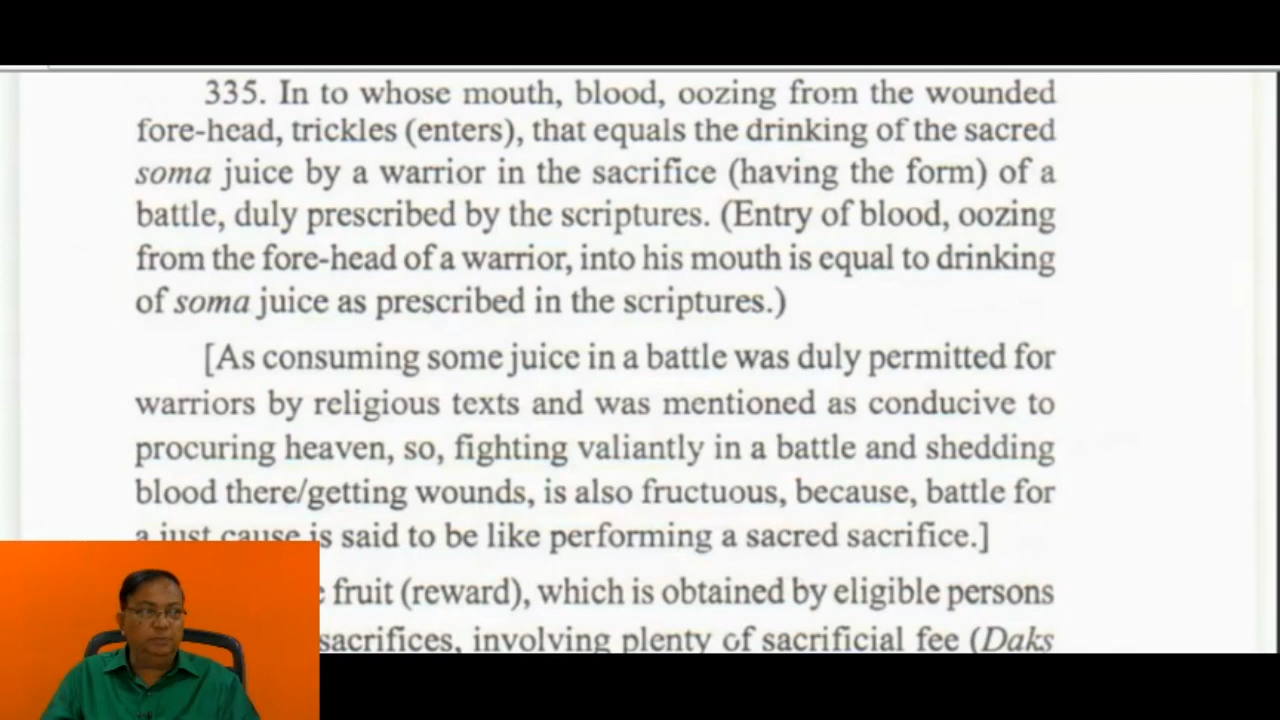 335. In to whose mouth, blood, oozing from the wounded
fore-head, trickles (enters), that equals the drinking of the sacred
soma juice by a warrior in the sacrifice (having the form) of a
battle, duly prescribed by the scriptures. (Entry of blood, oozing
from the fore-head of a warrior, into his mouth is equal to drinking
of soma juice as prescribed in the scriptures.)
[As consuming some juice in a battle was duly permitted for
warriors by religious texts and was mentioned as conducive to
procuring heaven, so, fighting valiantly in a battle and shedding
blood there/getting wounds, is also fructuous, because, battle for
a just cause is said to be like performing a sacred sacrifice.]
fruit (reward), which is obtained by eligible persons
sacrifices, involving plenty of sacrificial fee (Daks